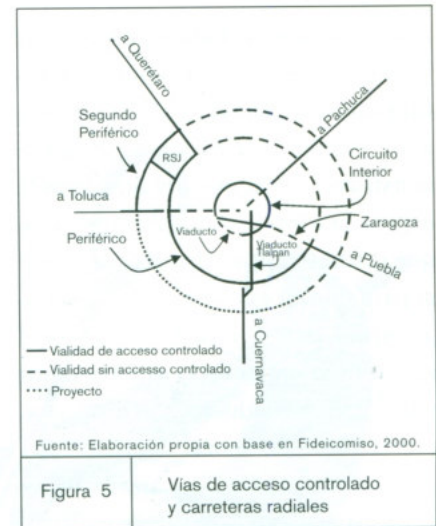 a Querétaro
a Pachuca
Segundo
Periférico
RSJ
Circuito
Interior
a Toluca
Zaragoza
Viaducto
Periférico
Viaducto
Tlalpan
a Puebla
a Cuernavaca
Vialidad de acceso controlado
Vialidad sin accesso controlado
Proyecto
Fuente: Elaboración propia con base en Fideicomiso, 2000.
Figura 5
Vías de acceso controlado
y carreteras radiales